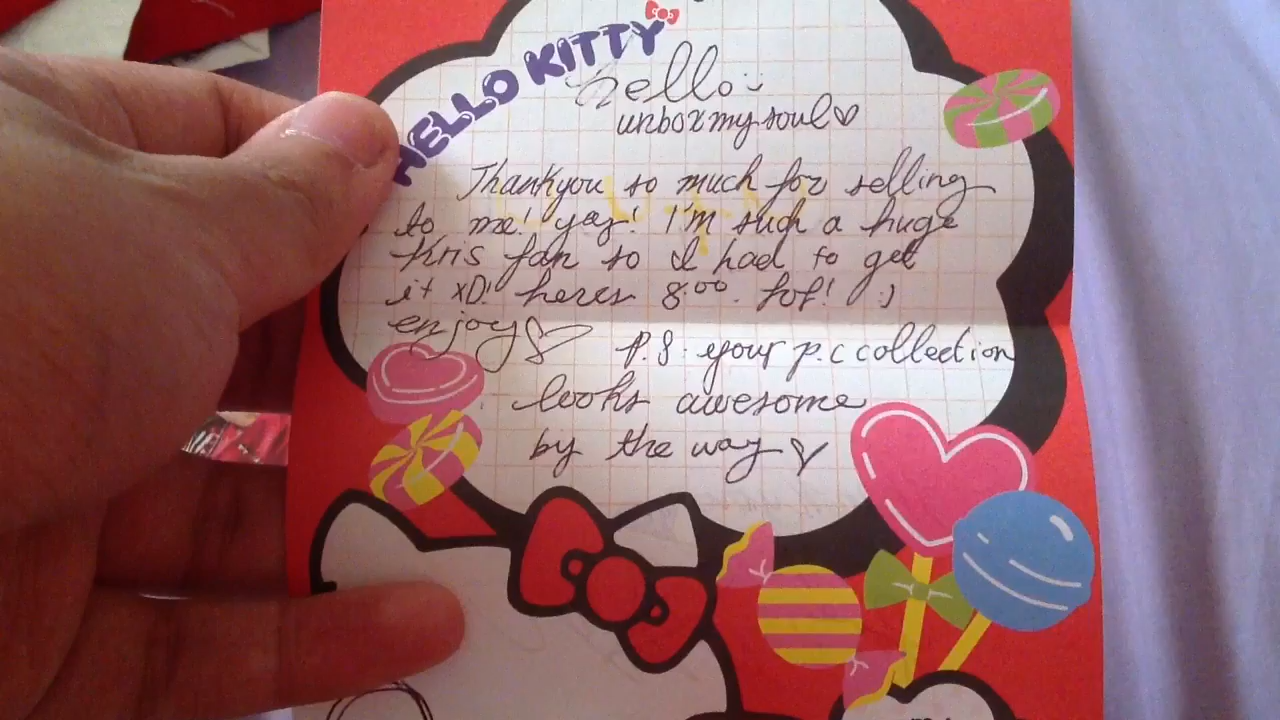 HELLO KITTY
hello
unboxmysoul♡
Thankyou so much for selling
to me! yay! I'm such a huge
Kris fan so I had to get
it xD! heres 8.00. lol! :)
enjoy♡
P.S. your p.c collection
looks awesome
by the way ♡